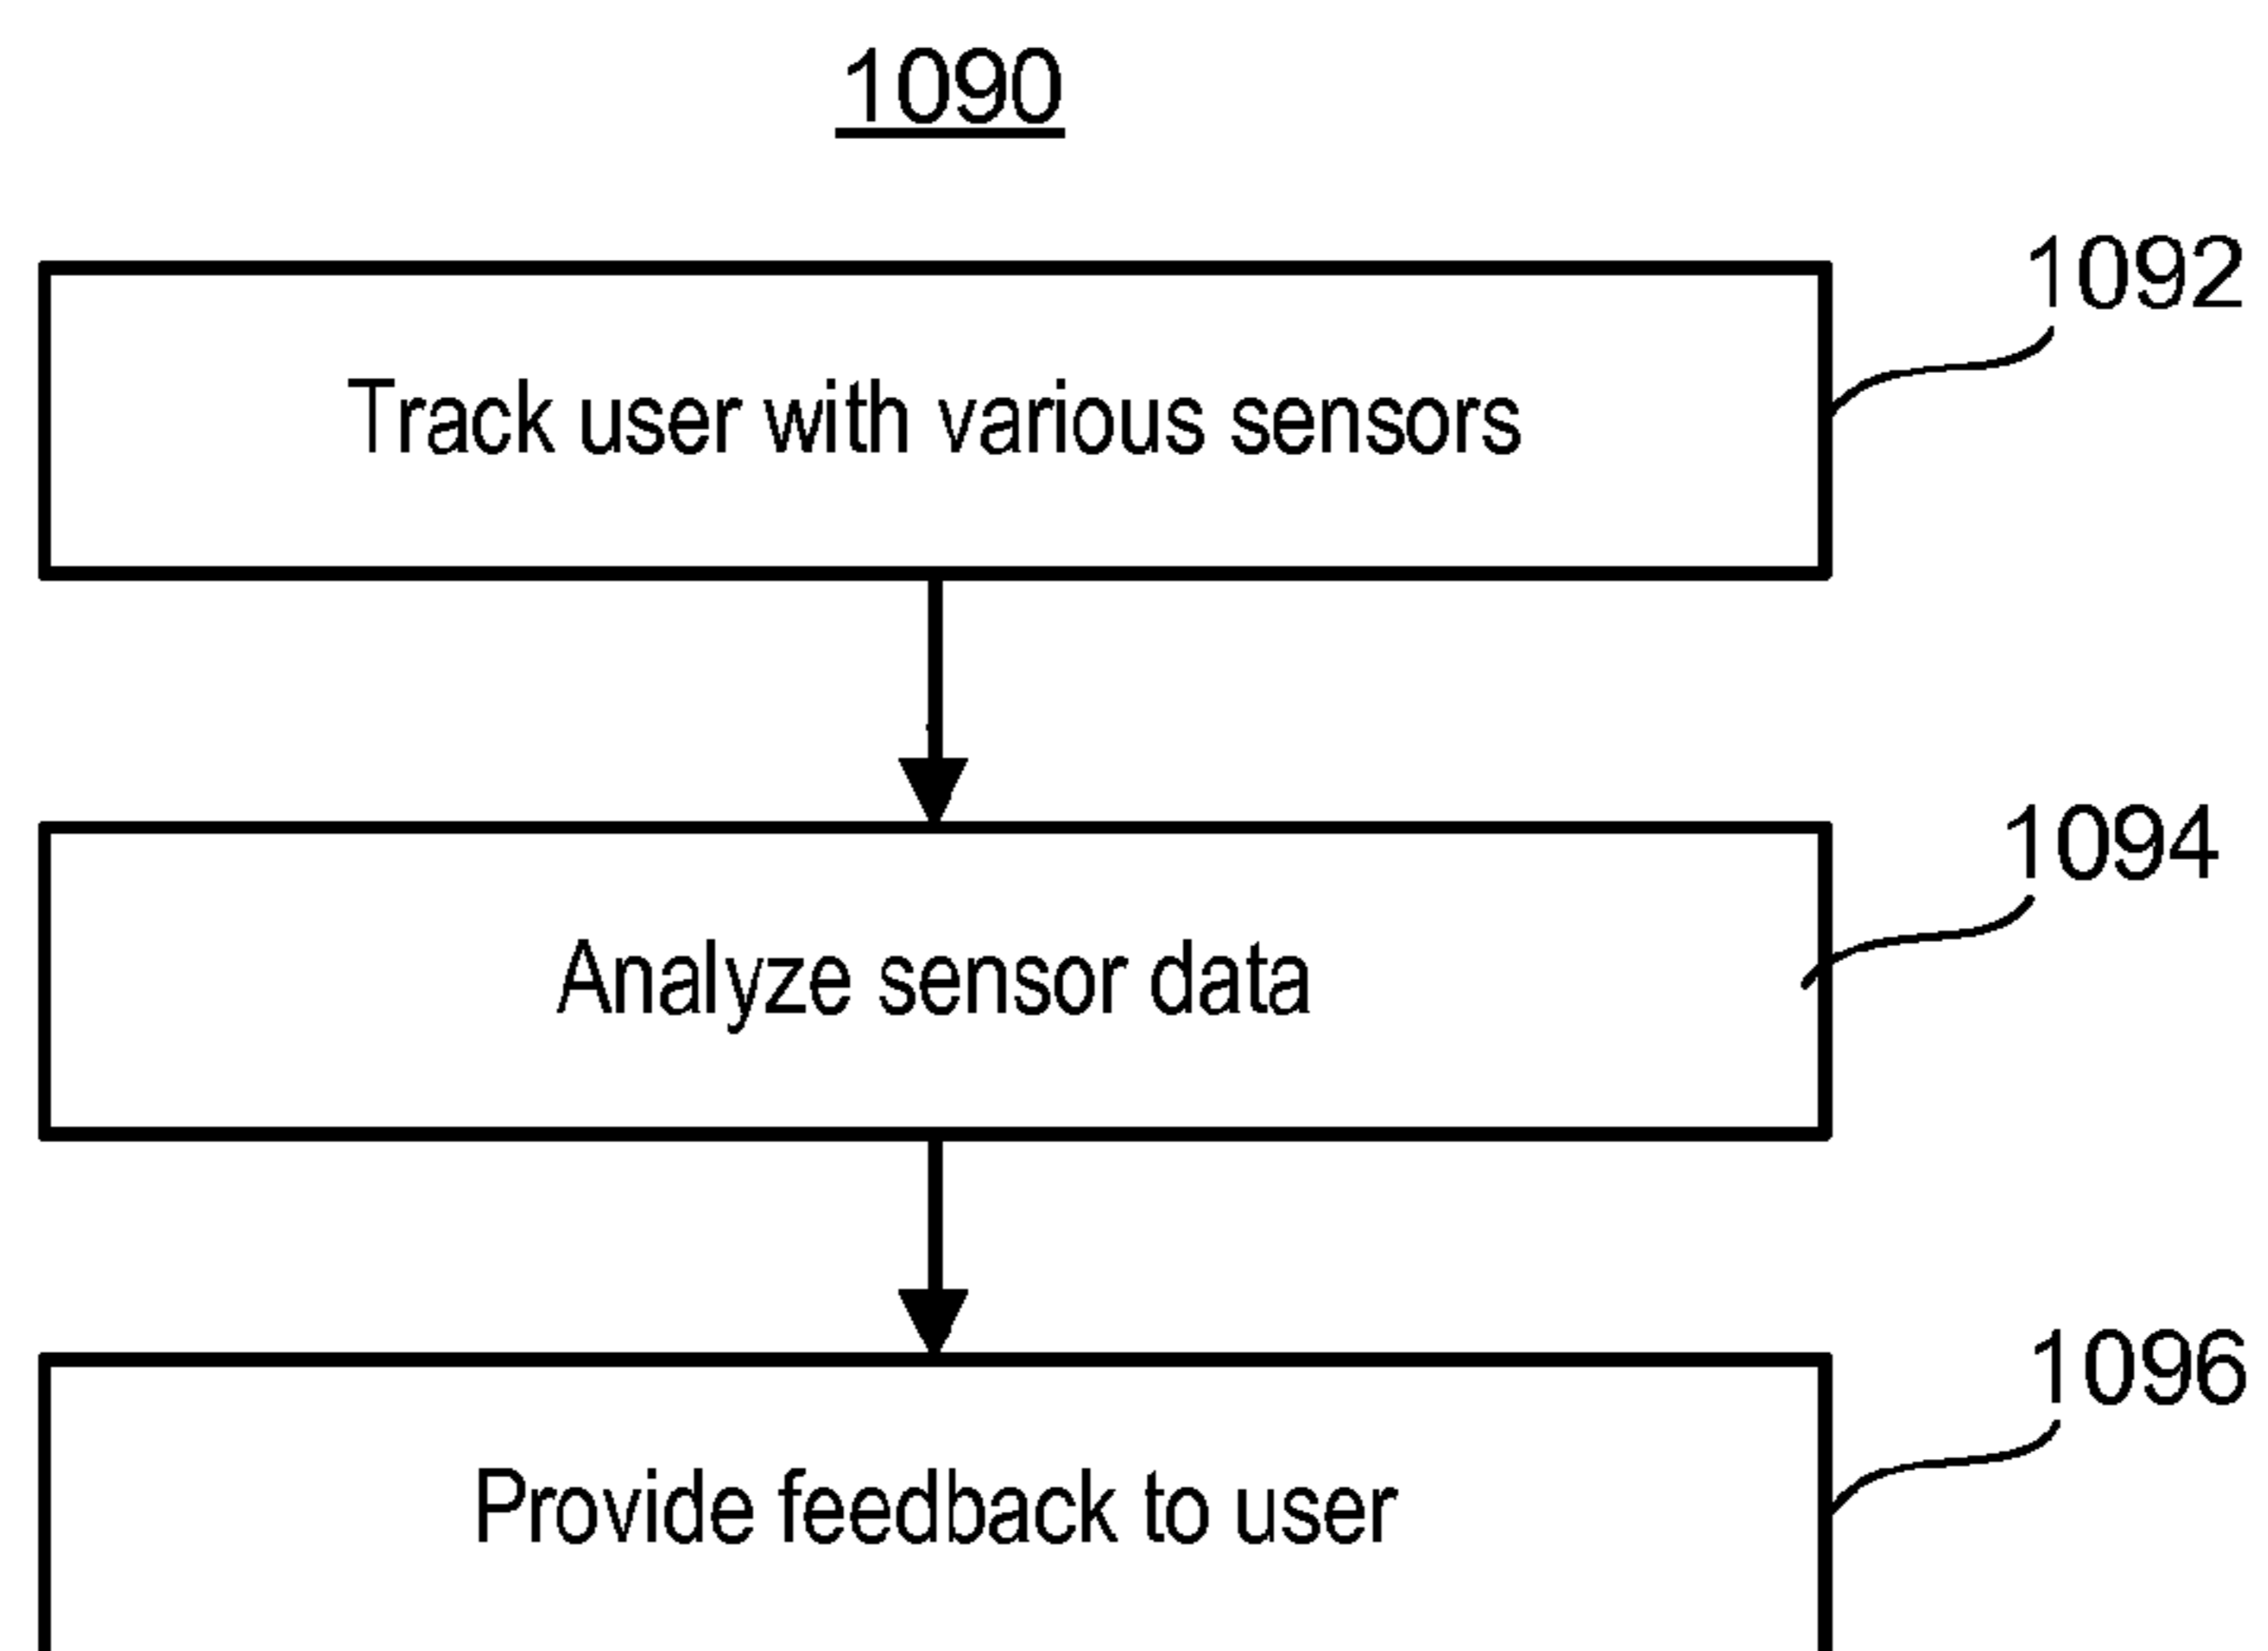 1090
1092
Track user with various sensors
1094
Analyze sensor data
1096
Provide feedback to user